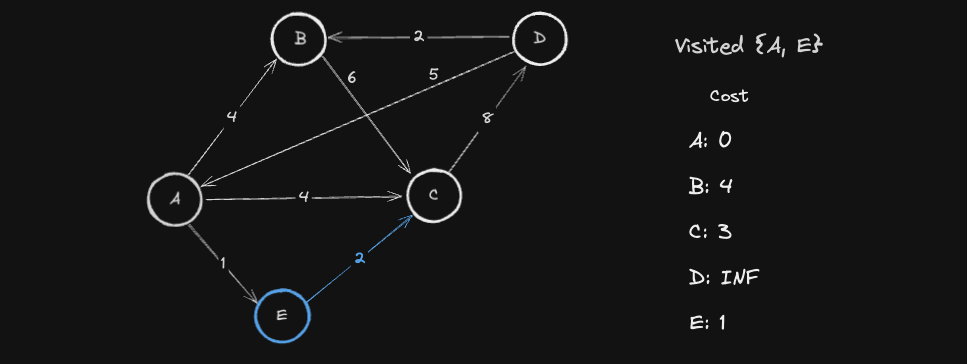 B
2
D
6
5
4
8
A
4
C
1
2
E
Visited {A, E}
Cost
A: 0
B: 4
C: 3
D: INF
E: 1